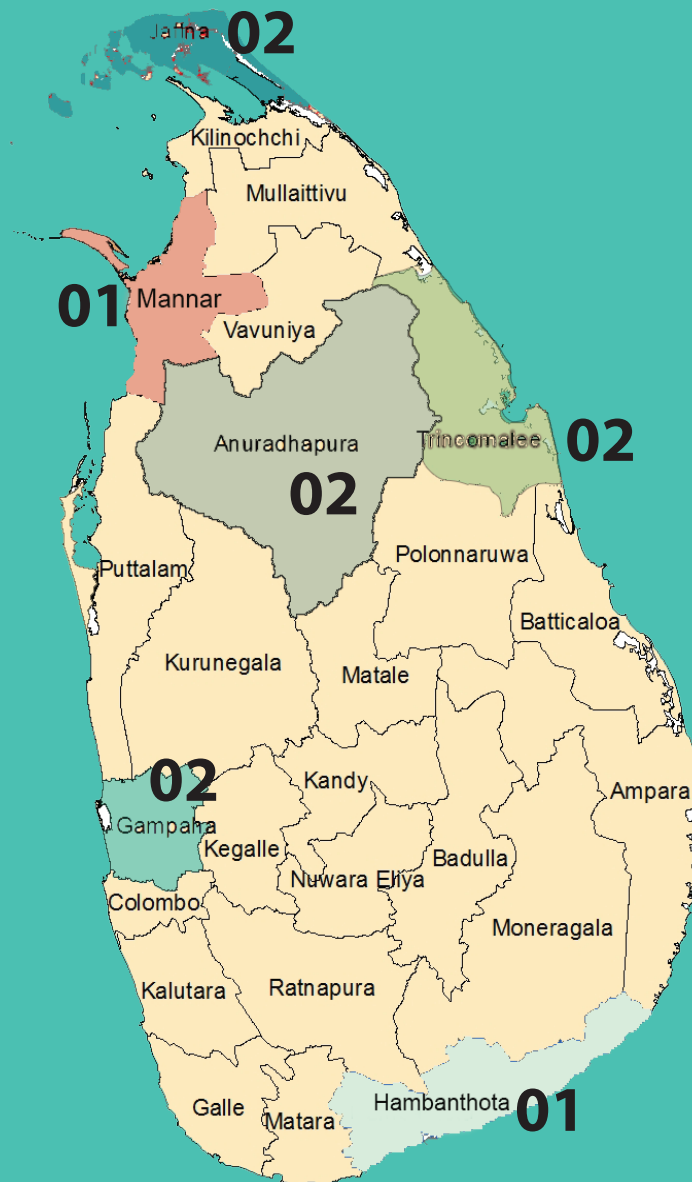 Jaffna 02
Kilinochchi
Mullaittivu
01 Mannar
Vavuniya
Anuradhapura
02
Trincomalee 02
Polonnaruwa
Puttalam
Batticaloa
Kurunegala
Matale
02
Kandy
Ampara
Gampaha
Kegalle
Badulla
Nuwara Eliya
Colombo
Moneragala
Kalutara
Ratnapura
Hambanthota 01
Galle
Matara